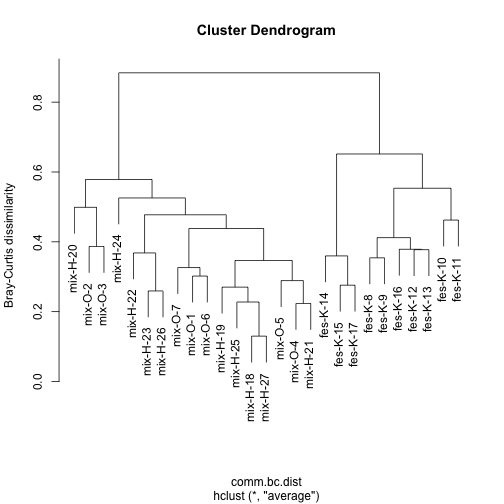 Cluster Dendrogram
Bray-Curtis dissimilarity
0.8
0.6
0.4
0.2
0.0
mix-H-20
mix-O-2
mix-O-3
mix-H-24
mix-H-22
mix-H-23
mix-H-26
mix-O-7
mix-O-1
mix-O-6
mix-H-19
mix-H-25
mix-H-18
mix-H-27
mix-O-5
mix-O-4
mix-H-21
fes-K-14
fes-K-15
fes-K-17
fes-K-8
fes-K-9
fes-K-16
fes-K-12
fes-K-13
fes-K-10
fes-K-11
comm.bc.dist
hclust (*, "average")